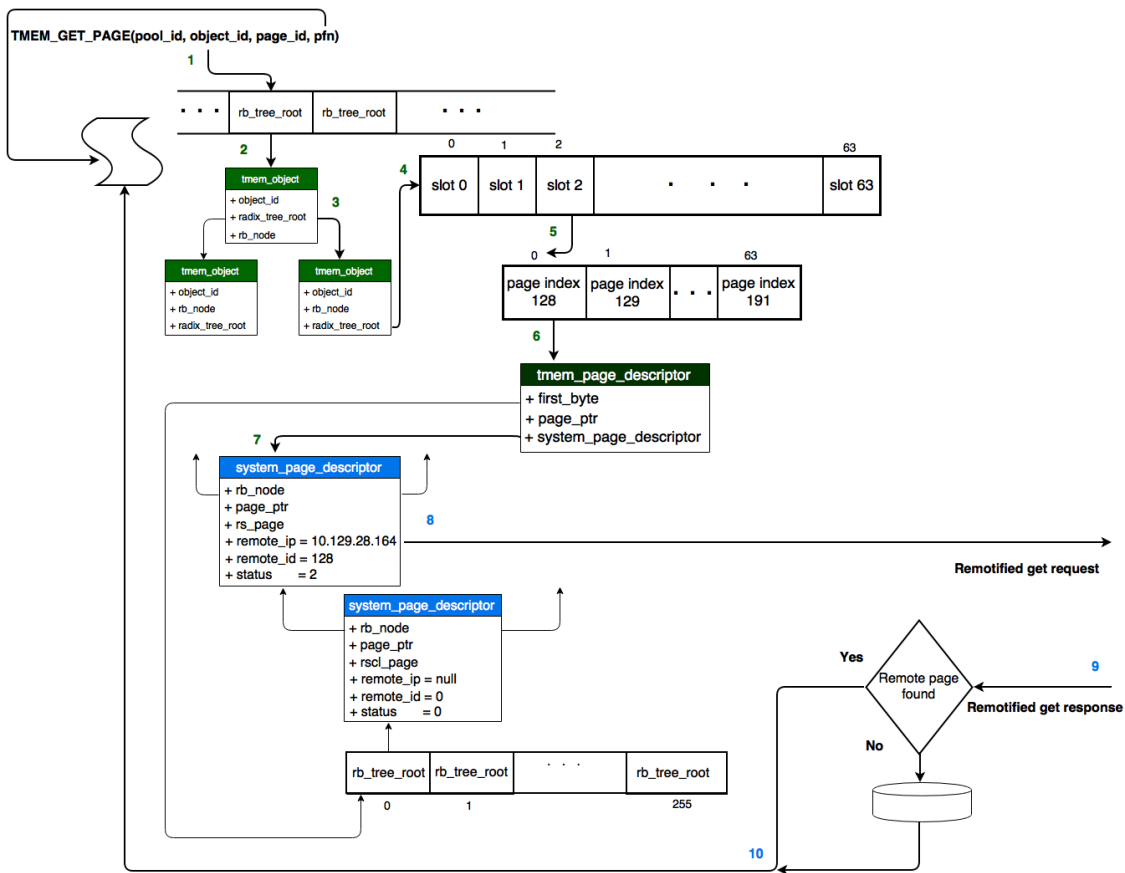 TMEM_GET_PAGE(pool_id, object_id, page_id, pfn)
1
. . .
rb_tree_root
rb_tree_root
. . .
2
tmem_object
+ object_id
+ radix_tree_root
+ rb_node
3
tmem_object
+ object_id
+ rb_node
+ radix_tree_root
tmem_object
+ object_id
+ rb_node
+ radix_tree_root
4
0
1
2
63
slot 0
slot 1
slot 2
. . .
slot 63
5
0
1
63
page index
128
page index
129
. . .
page index
191
6
tmem_page_descriptor
+ first_byte
+ page_ptr
+ system_page_descriptor
7
system_page_descriptor
+ rb_node
+ page_ptr
+ rs_page
+ remote_ip = 10.129.28.164
+ remote_id = 128
+ status = 2
8
Remotified get request
system_page_descriptor
+ rb_node
+ page_ptr
+ rscl_page
+ remote_ip = null
+ remote_id = 0
+ status = 0
Yes
Remote page
found
9
Remotified get response
No
rb_tree_root
rb_tree_root
. . .
rb_tree_root
0
1
255
10